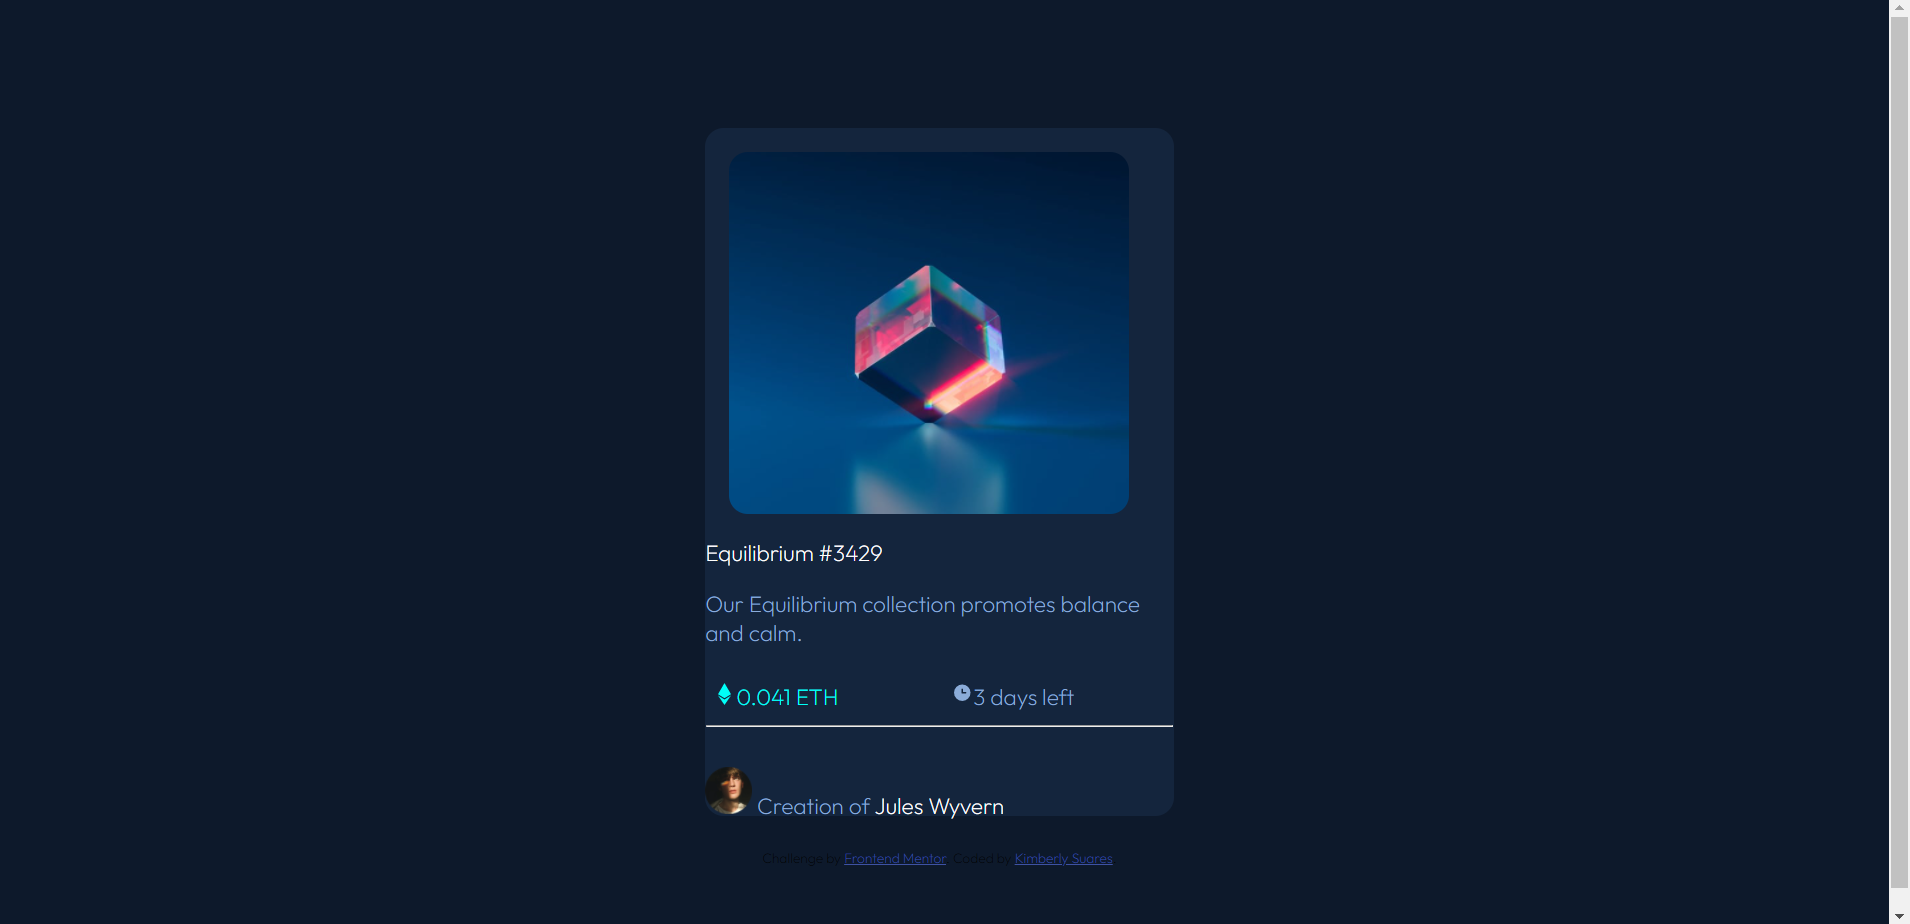 Equilibrium #3429
Our Equilibrium collection promotes balance
and calm.
0.041 ETH
3 days left
Creation of Jules Wyvern
Challenge by Frontend Mentor. Coded by Kimberly Suares